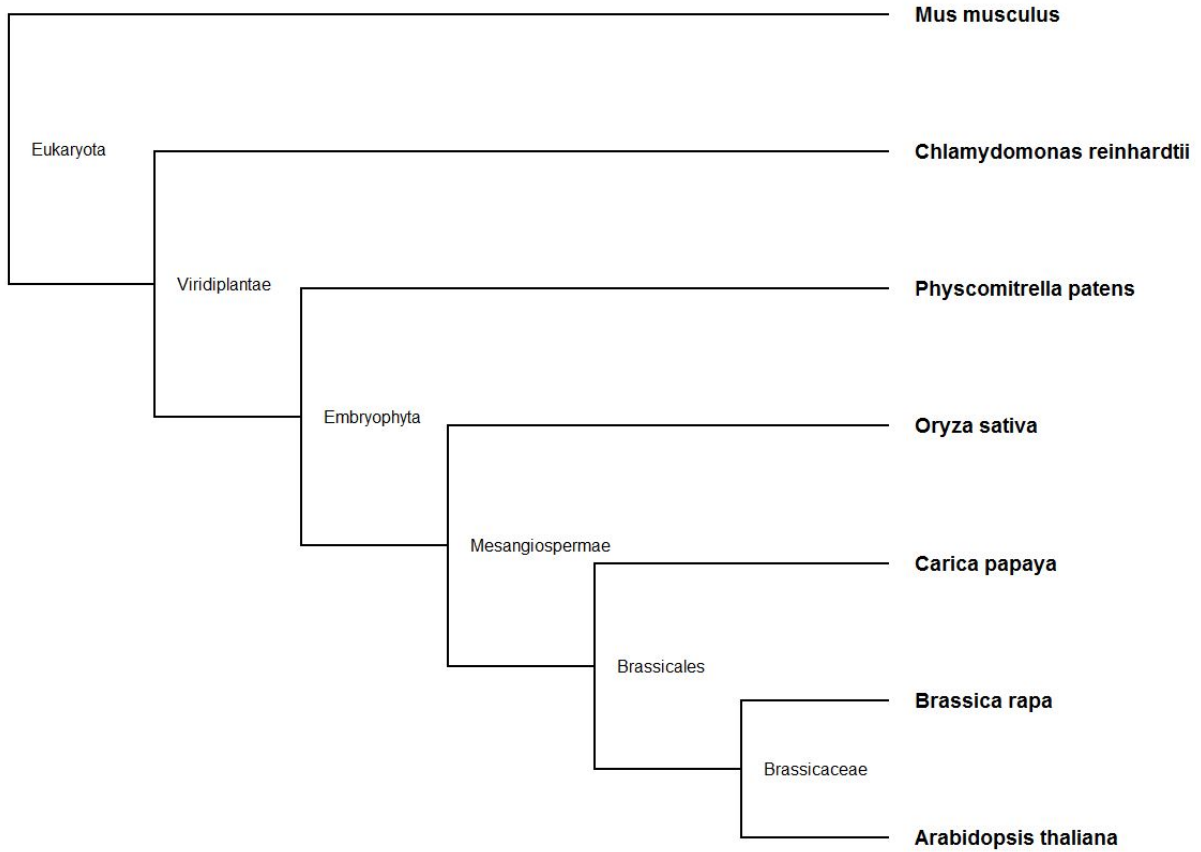 Mus musculus
Eukaryota
Chlamydomonas reinhardtii
Viridiplantae
Physcomitrella patens
Embryophyta
Oryza sativa
Mesangiospermae
Carica papaya
Brassicales
Brassica rapa
Brassicaceae
Arabidopsis thaliana